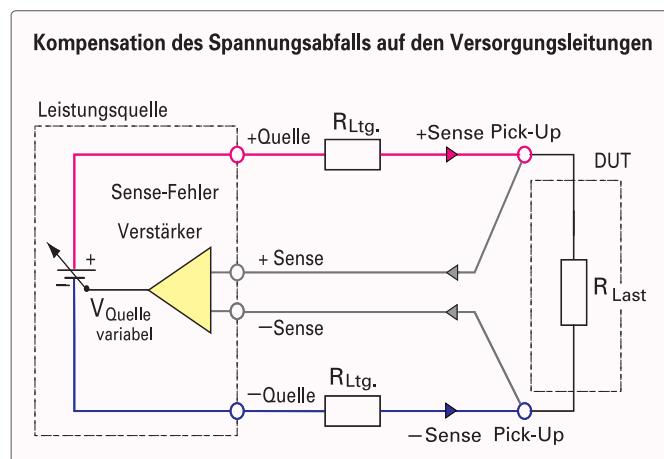 Kompensation des Spannungsabfalls auf den Versorgungsleitungen
Leistungsquelle
+Quelle
RLtg.
+Sense Pick-Up
DUT
Sense-Fehler
Verstärker
+ Sense
+
−
VQuelle
variabel
−Sense
RLast
−Quelle
RLtg.
−Sense Pick-Up